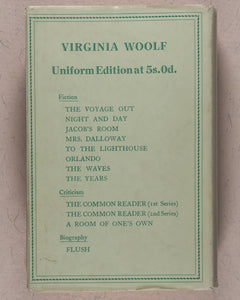 VIRGINIA WOOLF
Uniform Edition at 5s.0d.
Fiction
THE VOYAGE OUT
NIGHT AND DAY
JACOB'S ROOM
MRS. DALLOWAY
TO THE LIGHTHOUSE
ORLANDO
THE WAVES
THE YEARS
Criticism
THE COMMON READER (1st Series)
THE COMMON READER (2nd Series)
A ROOM OF ONE'S OWN
Biography
FLUSH